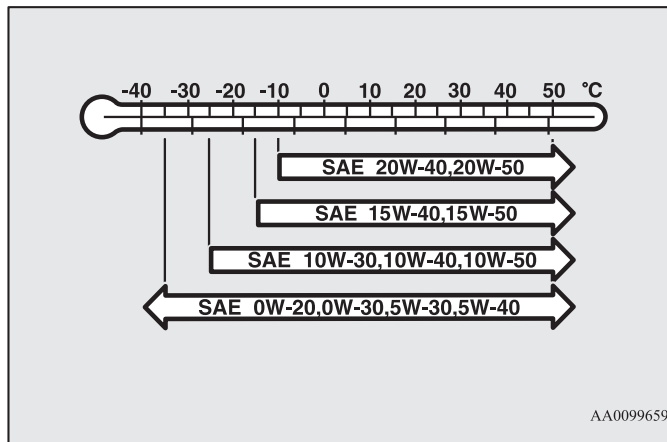 -40 -30 -20 -10 0 10 20 30 40 50 °C
SAE 20W-40,20W-50
SAE 15W-40,15W-50
SAE 10W-30,10W-40,10W-50
SAE 0W-20,0W-30,5W-30,5W-40
AA0099659